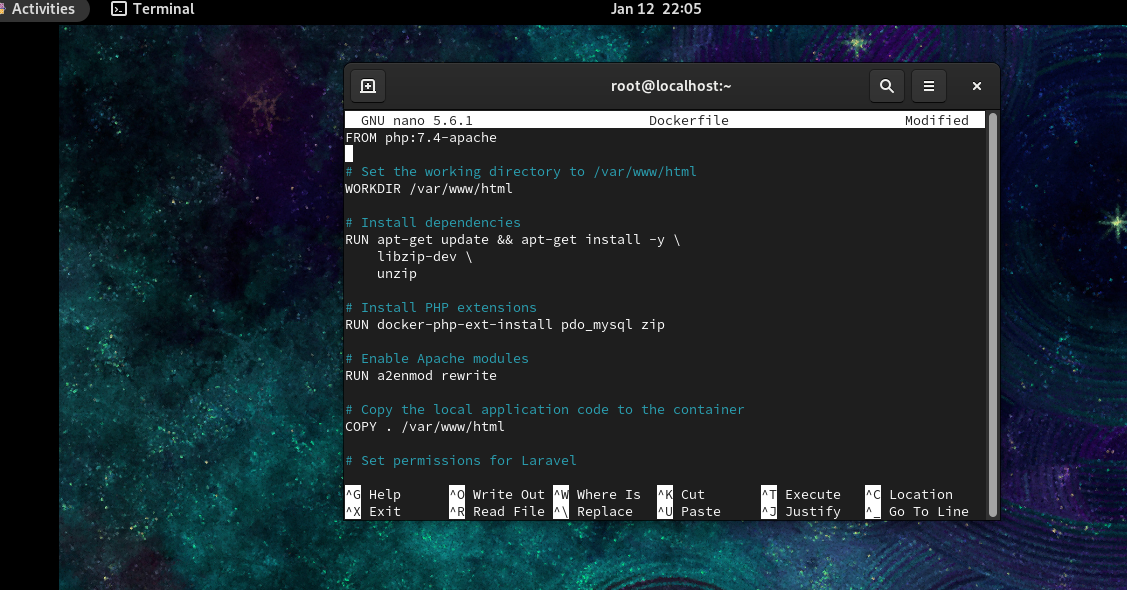 Activities Terminal Jan 12 22:05
root@localhost:~
GNU nano 5.6.1 Dockerfile Modified
FROM php:7.4-apache
# Set the working directory to /var/www/html
WORKDIR /var/www/html
# Install dependencies
RUN apt-get update && apt-get install -y \
    libzip-dev \
    unzip
# Install PHP extensions
RUN docker-php-ext-install pdo_mysql zip
# Enable Apache modules
RUN a2enmod rewrite
# Copy the local application code to the container
COPY . /var/www/html
# Set permissions for Laravel
^G Help ^O Write Out ^W Where Is ^K Cut ^T Execute ^C Location
^X Exit ^R Read File ^\ Replace ^U Paste ^J Justify ^_ Go To Line